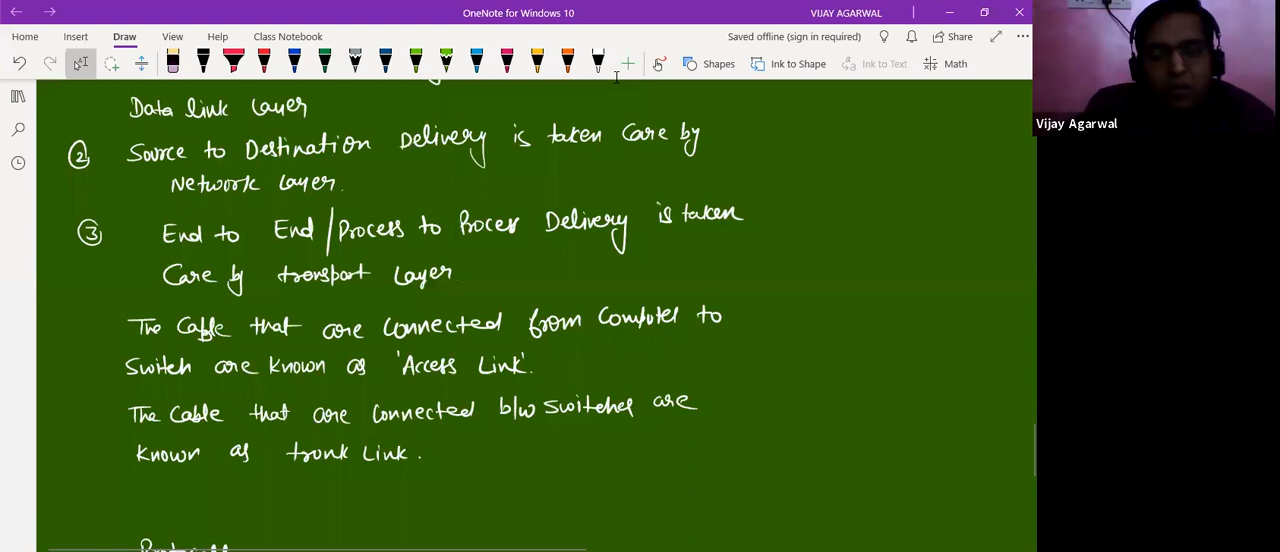 OneNote for Windows 10
VIJAY AGARWAL
Home Insert Draw View Help Class Notebook
Saved offline (sign in required) Share
Shapes Ink to Shape Ink to Text Math
Data link Layer
② Source to Destination Delivery is taken care by
Network Layer.
③ End to End/Process to Proces Delivery is taken
Care by transport Layer
The Cable that are connected from Computer to
Switch are known as 'Access Link'.
The Cable that are connected b/w switches are
known as trunk Link.
Vijay Agarwal